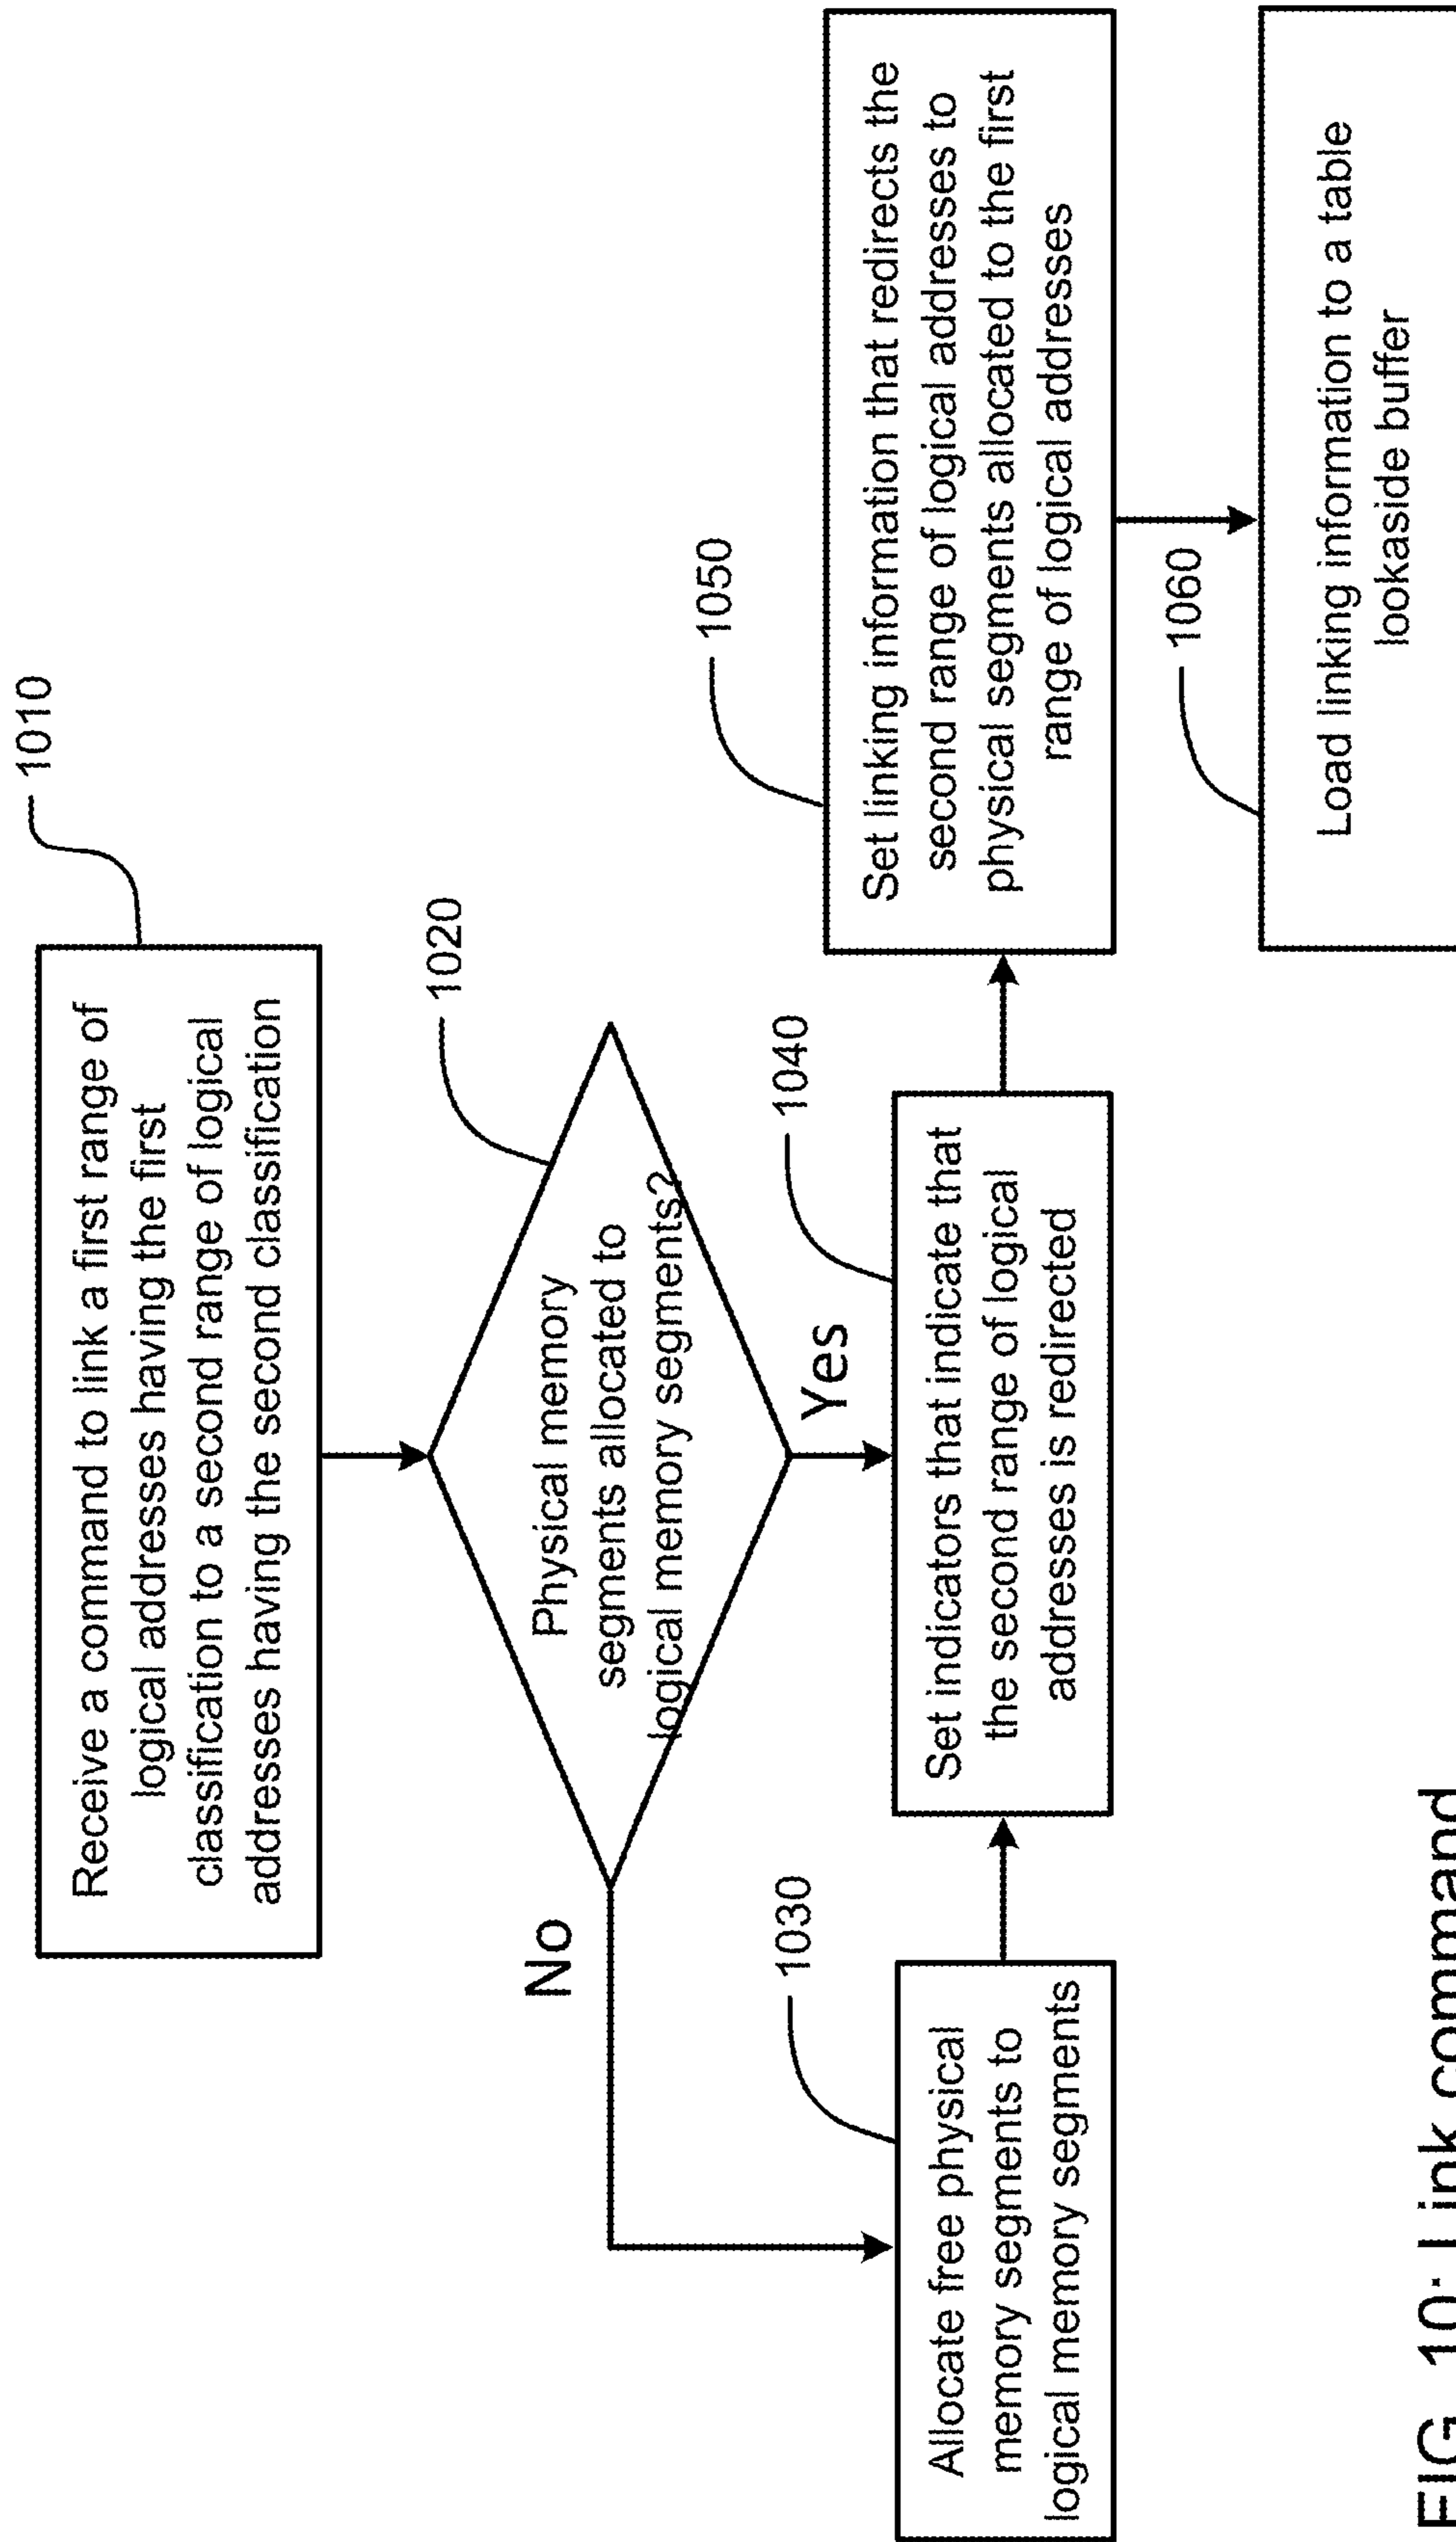 1010
Receive a command to link a first range of
logical addresses having the first
classification to a second range of logical
addresses having the second classification
1020
Physical memory
segments allocated to
logical memory segments?
No
Yes
1030
Allocate free physical
memory segments to
logical memory segments
1040
Set indicators that indicate that
the second range of logical
addresses is redirected
1050
Set linking information that redirects the
second range of logical addresses to
physical segments allocated to the first
range of logical addresses
1060
Load linking information to a table
lookaside buffer
FIG. 10: Link command